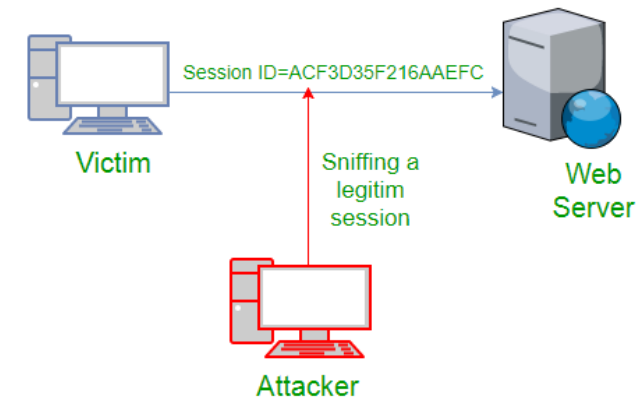 Session ID=ACF3D35F216AAEFC
Victim
Sniffing a
legitim
session
Web
Server
Attacker